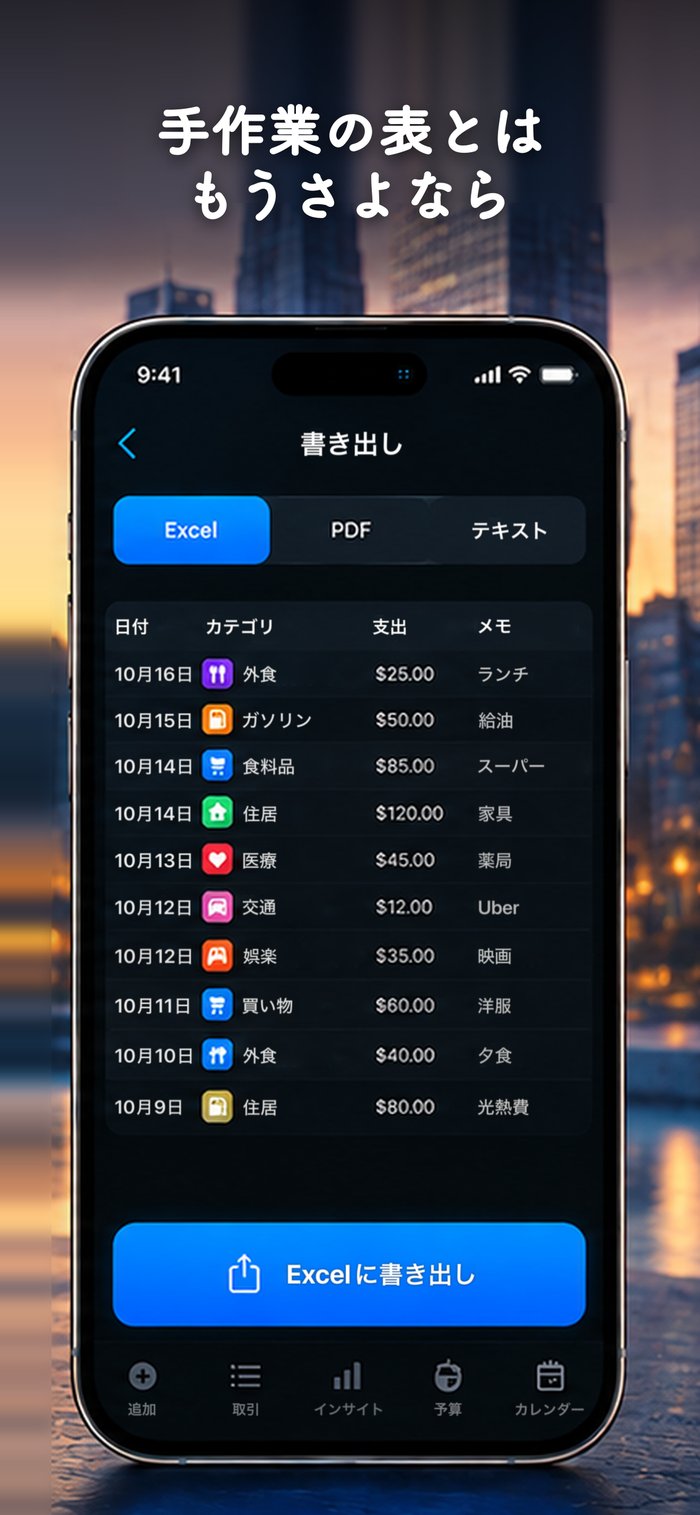 手作業の表とは
もうさよなら
9:41
書き出し
Excel PDF テキスト
日付 カテゴリ 支出 メモ
10月16日 外食 $25.00 ランチ
10月15日 ガソリン $50.00 給油
10月14日 食料品 $85.00 スーパー
10月14日 住居 $120.00 家具
10月13日 医療 $45.00 薬局
10月12日 交通 $12.00 Uber
10月12日 娯楽 $35.00 映画
10月11日 買い物 $60.00 洋服
10月10日 外食 $40.00 夕食
10月9日 住居 $80.00 光熱費
Excelに書き出し
追加 取引 インサイト 予算 カレンダー